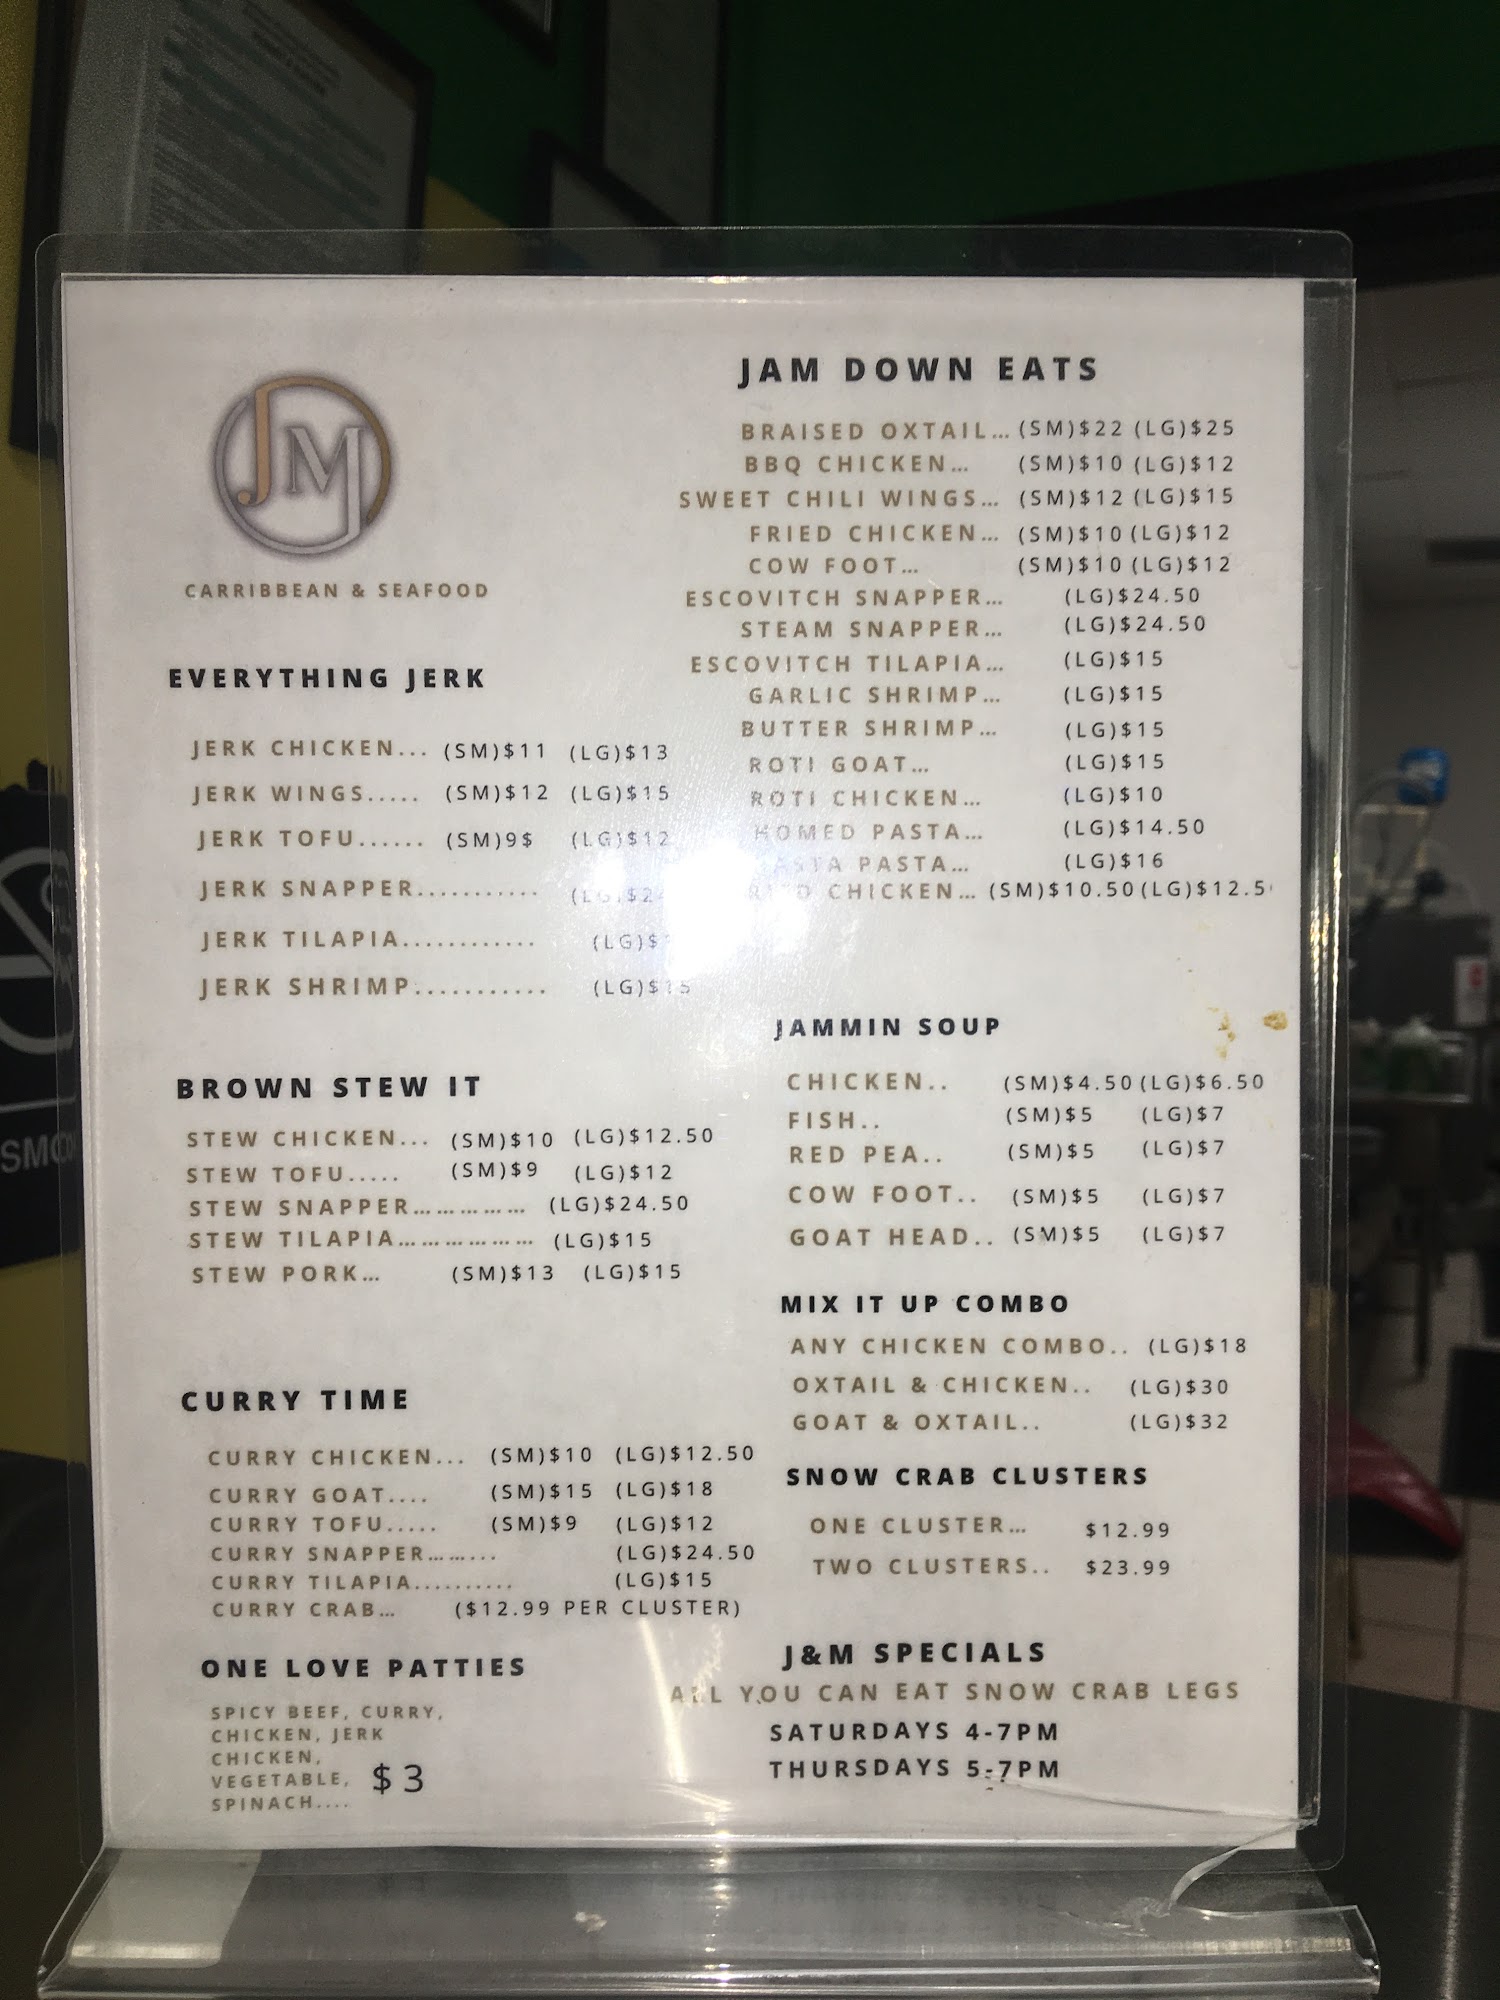 JM
CARRIBBEAN & SEAFOOD
EVERYTHING JERK
JERK CHICKEN... (SM)$11 (LG)$13
JERK WINGS..... (SM)$12 (LG)$15
JERK TOFU...... (SM)9$ (LG)$12
JERK SNAPPER...........
JERK TILAPIA............
JERK SHRIMP........... (LG)$15
BROWN STEW IT
STEW CHICKEN... (SM)$10 (LG)$12.50
STEW TOFU..... (SM)$9 (LG)$12
STEW SNAPPER... ... ... ... (LG)$24.50
STEW TILAPIA... ... ... ... ... (LG)$15
STEW PORK... (SM)$13 (LG)$15
CURRY TIME
CURRY CHICKEN... (SM)$10 (LG)$12.50
CURRY GOAT.... (SM)$15 (LG)$18
CURRY TOFU..... (SM)$9 (LG)$12
CURRY SNAPPER......... (LG)$24.50
CURRY TILAPIA.......... (LG)$15
CURRY CRAB... ($12.99 PER CLUSTER)
ONE LOVE PATTIES
SPICY BEEF, CURRY,
CHICKEN, JERK
CHICKEN,
VEGETABLE, $3
SPINACH....
JAM DOWN EATS
BRAISED OXTAIL... (SM)$22 (LG)$25
BBQ CHICKEN... (SM)$10 (LG)$12
SWEET CHILI WINGS... (SM)$12 (LG)$15
FRIED CHICKEN... (SM)$10 (LG)$12
COW FOOT... (SM)$10 (LG)$12
ESCOVITCH SNAPPER... (LG)$24.50
STEAM SNAPPER... (LG)$24.50
ESCOVITCH TILAPIA... (LG)$15
GARLIC SHRIMP... (LG)$15
BUTTER SHRIMP... (LG)$15
ROTI GOAT... (LG)$15
ROTI CHICKEN... (LG)$10
HOMED PASTA... (LG)$14.50
PASTA... (LG)$16
CHICKEN... (SM)$10.50 (LG)$12.5
JAMMIN SOUP
CHICKEN.. (SM)$4.50 (LG)$6.50
FISH.. (SM)$5 (LG)$7
RED PEA.. (SM)$5 (LG)$7
COW FOOT.. (SM)$5 (LG)$7
GOAT HEAD.. (SM)$5 (LG)$7
MIX IT UP COMBO
ANY CHICKEN COMBO.. (LG)$18
OXTAIL & CHICKEN.. (LG)$30
GOAT & OXTAIL.. (LG)$32
SNOW CRAB CLUSTERS
ONE CLUSTER... $12.99
TWO CLUSTERS.. $23.99
J&M SPECIALS
ALL YOU CAN EAT SNOW CRAB LEGS
SATURDAYS 4-7PM
THURSDAYS 5-7PM